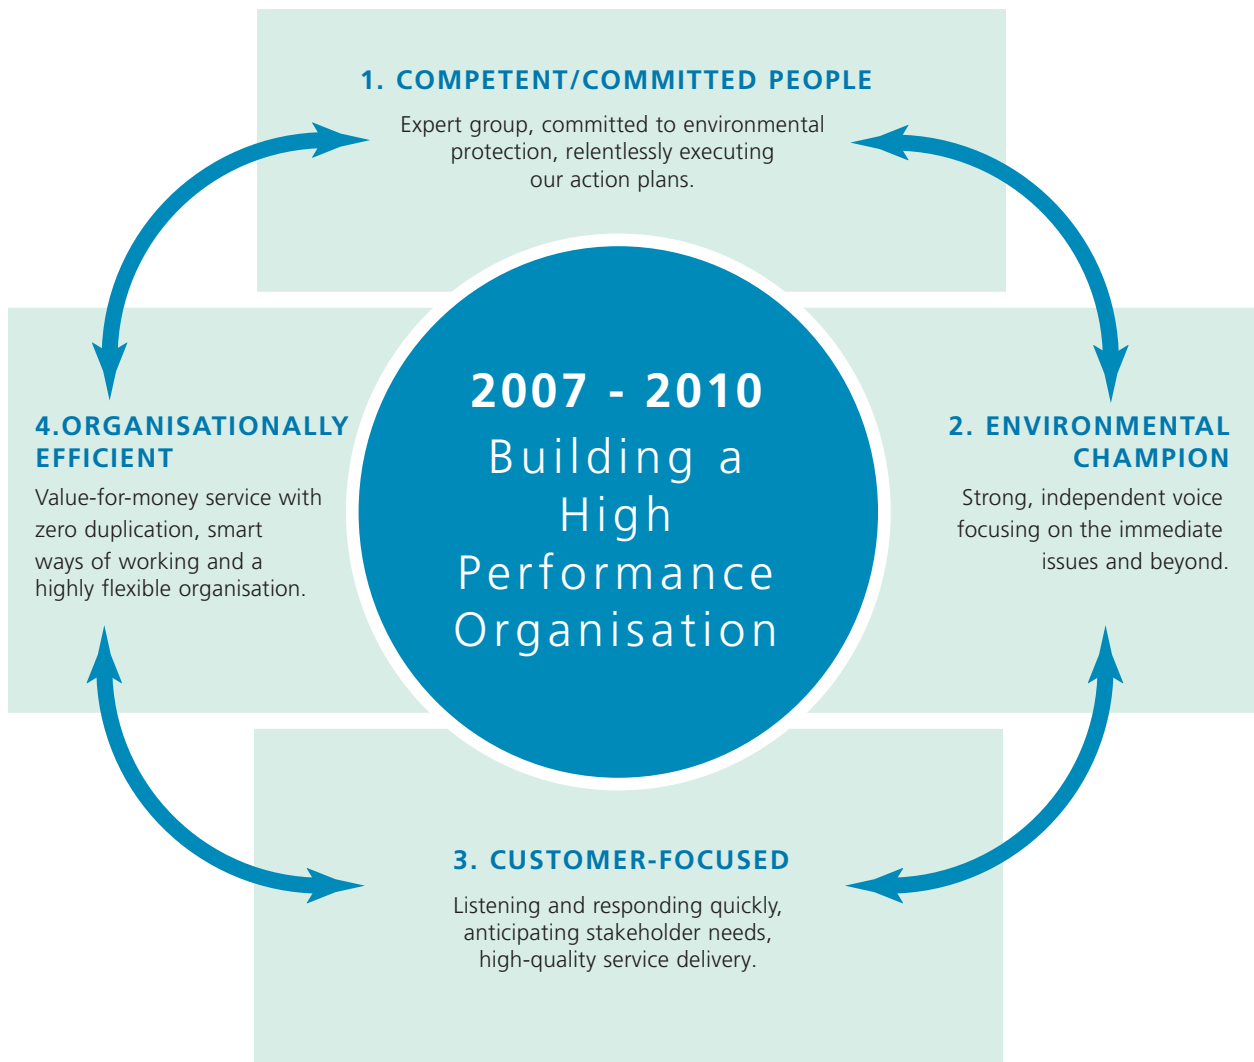 1. COMPETENT/COMMITTED PEOPLE
Expert group, committed to environmental
protection, relentlessly executing
our action plans.
2007 - 2010
Building a
High
Performance
Organisation
2. ENVIRONMENTAL
CHAMPION
Strong, independent voice
focusing on the immediate
issues and beyond.
3. CUSTOMER-FOCUSED
Listening and responding quickly,
anticipating stakeholder needs,
high-quality service delivery.
4.ORGANISATIONALLY
EFFICIENT
Value-for-money service with
zero duplication, smart
ways of working and a
highly flexible organisation.